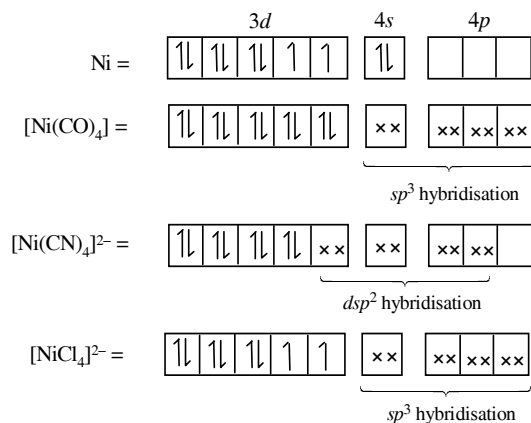 3d 4s 4p
Ni = ⥮ ⥮ ⥮ ↿ ↿ ⥮
[Ni(CO)₄] = ⥮ ⥮ ⥮ ⥮ ⥮ ×× ×× ×× ××
sp³ hybridisation
[Ni(CN)₄]²⁻ = ⥮ ⥮ ⥮ ⥮ ×× ×× ×× ××
dsp² hybridisation
[NiCl₄]²⁻ = ⥮ ⥮ ⥮ ↿ ↿ ×× ×× ×× ××
sp³ hybridisation